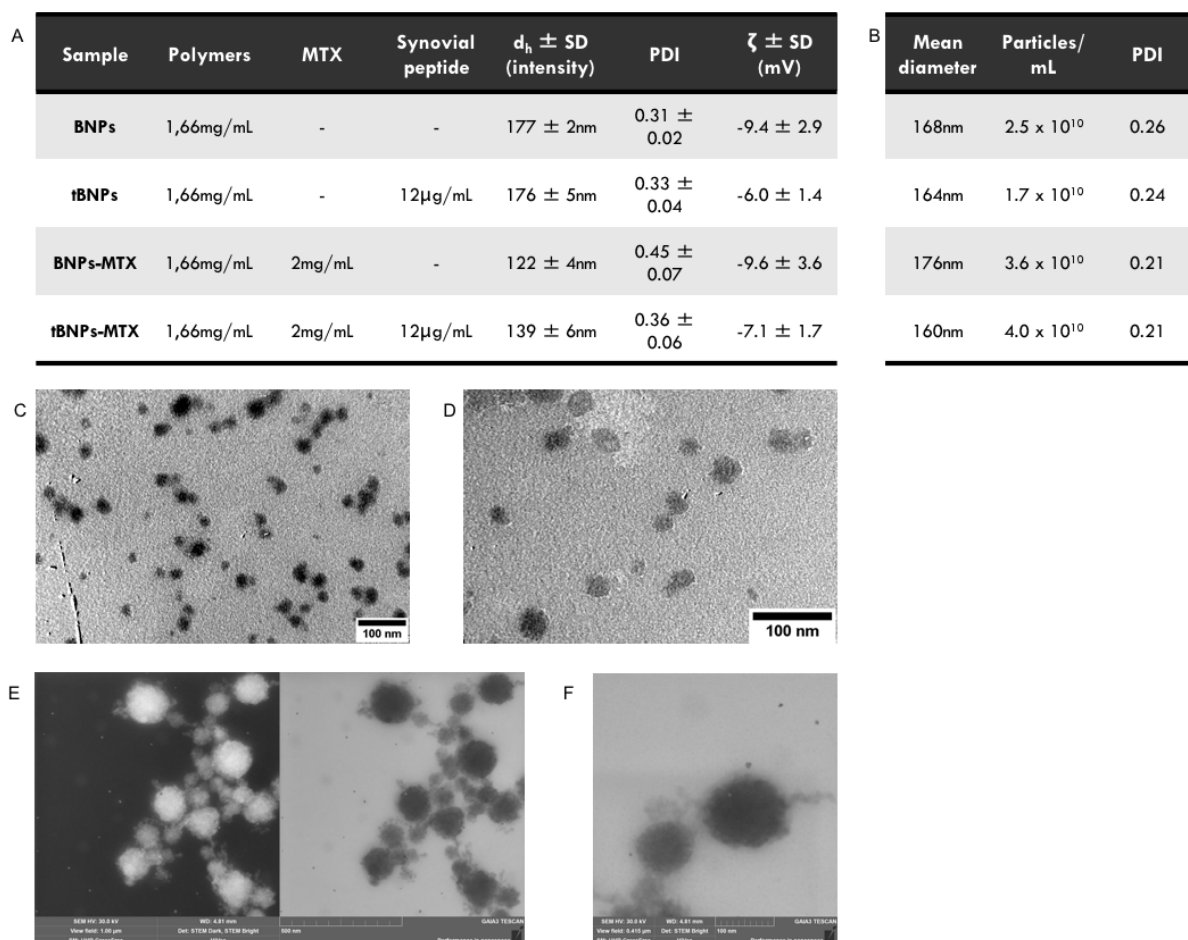 A
Sample Polymers MTX Synovial peptide dₕ ± SD (intensity) PDI ζ ± SD (mV)
BNPs 1,66mg/mL - - 177 ± 2nm 0.31 ± 0.02 -9.4 ± 2.9
tBNPs 1,66mg/mL - 12μg/mL 176 ± 5nm 0.33 ± 0.04 -6.0 ± 1.4
BNPs-MTX 1,66mg/mL 2mg/mL - 122 ± 4nm 0.45 ± 0.07 -9.6 ± 3.6
tBNPs-MTX 1,66mg/mL 2mg/mL 12μg/mL 139 ± 6nm 0.36 ± 0.06 -7.1 ± 1.7
B
Mean diameter Particles/ mL PDI
168nm 2.5 x 10¹⁰ 0.26
164nm 1.7 x 10¹⁰ 0.24
176nm 3.6 x 10¹⁰ 0.21
160nm 4.0 x 10¹⁰ 0.21
C
100 nm
D
100 nm
E
SEM HV: 30.0 kV WD: 4.81 mm GAIA3 TESCAN
View field: 1.00 μm Det: STEM Dark, STEM Bright 500 nm
F
SEM HV: 30.0 kV WD: 4.81 mm GAIA3 TESCAN
View field: 0.415 μm Det: STEM Bright 100 nm